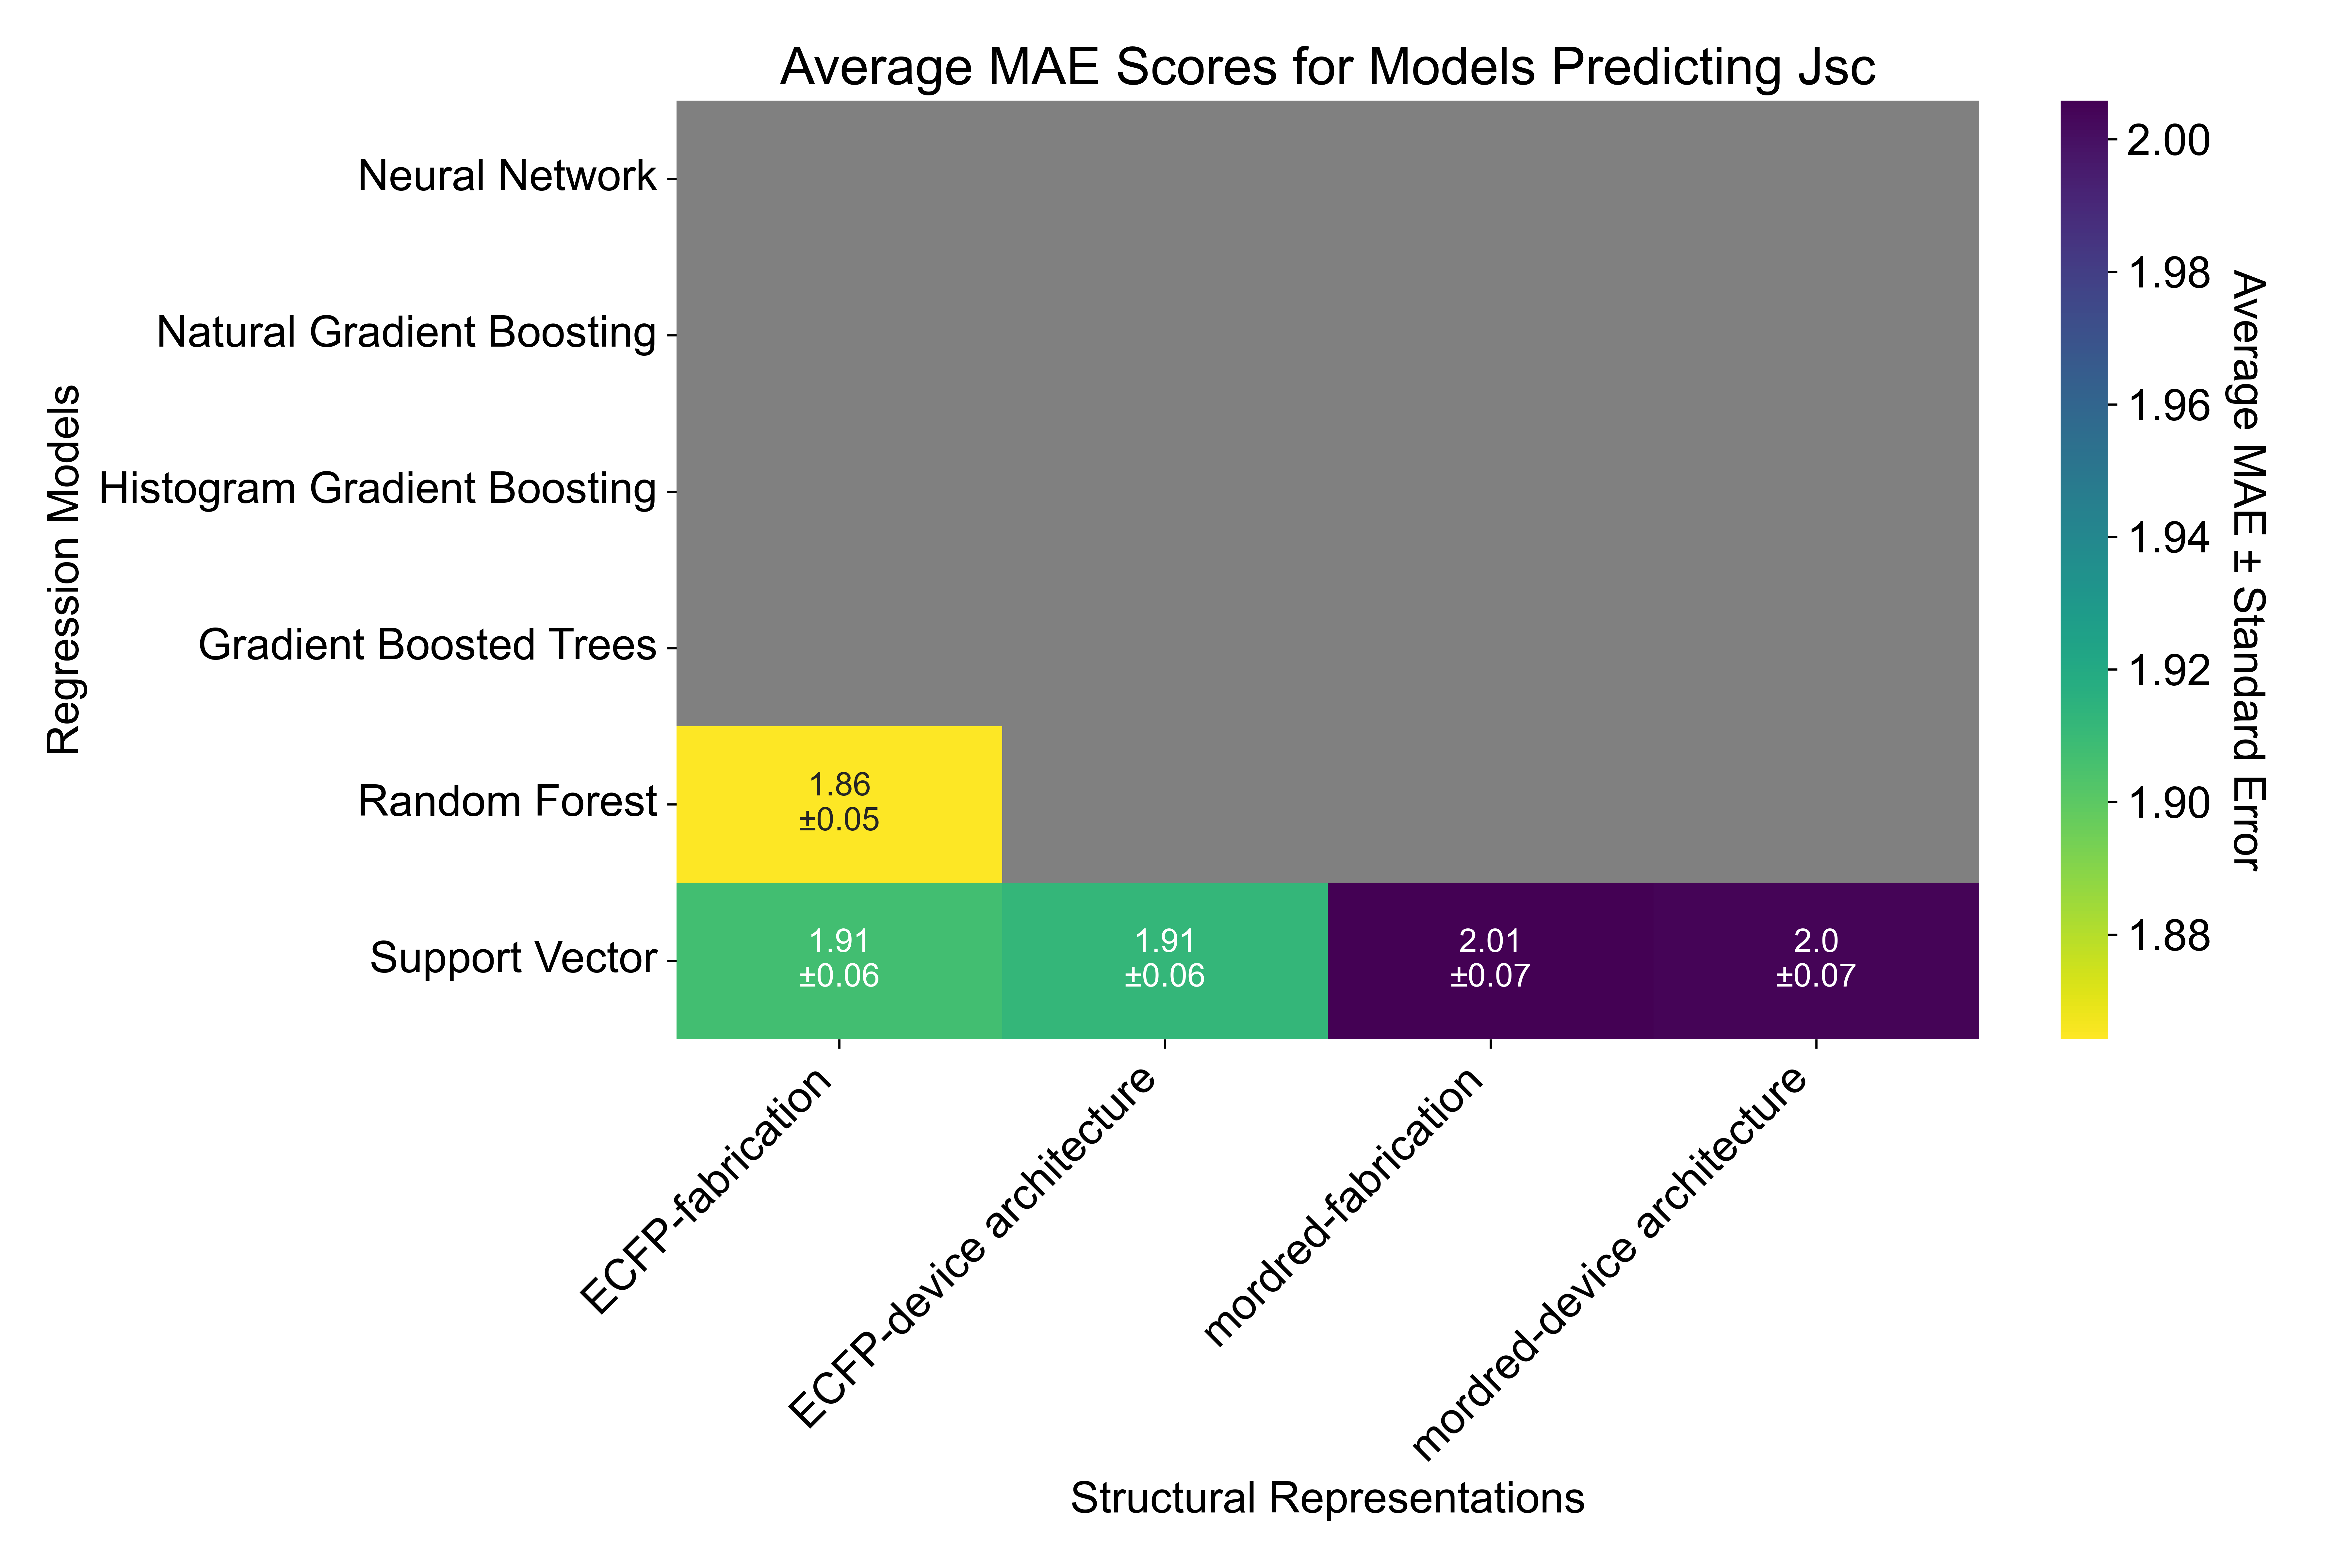 Average MAE Scores for Models Predicting Jsc
Regression Models
Neural Network
Natural Gradient Boosting
Histogram Gradient Boosting
Gradient Boosted Trees
Random Forest
Support Vector
1.86
±0.05
1.91
±0.06
1.91
±0.06
2.01
±0.07
2.0
±0.07
ECFP-fabrication
ECFP-device architecture
mordred-fabrication
mordred-device architecture
Structural Representations
2.00
1.98
1.96
1.94
1.92
1.90
1.88
Average MAE ± Standard Error